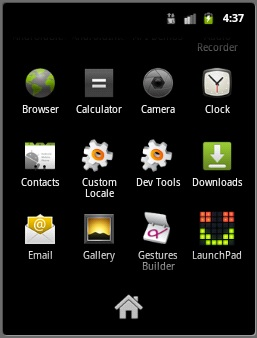 4:37
Recorder
Browser
Calculator
Camera
Clock
Contacts
Custom
Locale
Dev Tools
Downloads
Email
Gallery
Gestures
Builder
LaunchPad